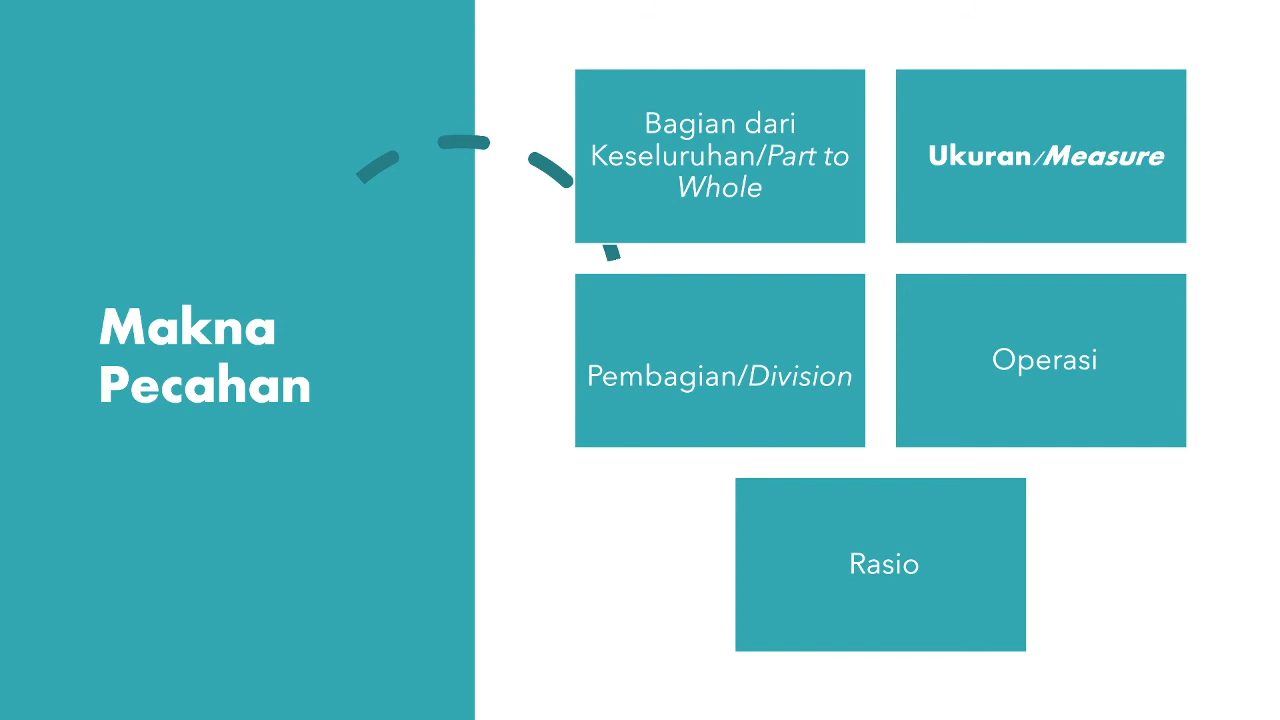 Makna
Pecahan
Bagian dari
Keseluruhan/Part to
Whole
Ukuran/Measure
Pembagian/Division
Operasi
Rasio